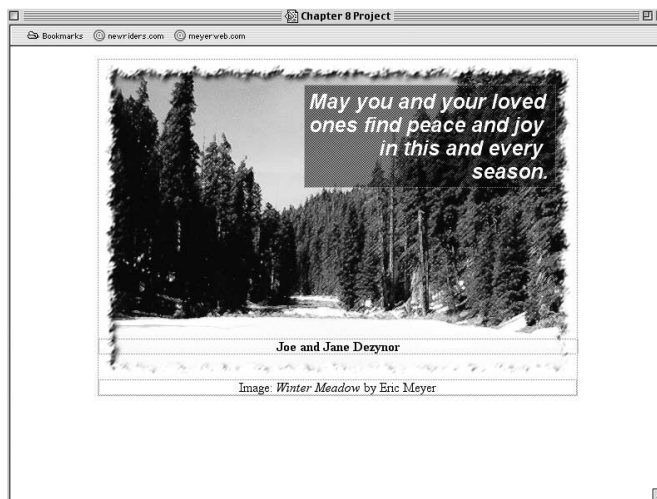 Chapter 8 Project
Bookmarks newriders.com meyerweb.com
May you and your loved
ones find peace and joy
in this and every
season.
Joe and Jane Dezynor
Image: Winter Meadow by Eric Meyer